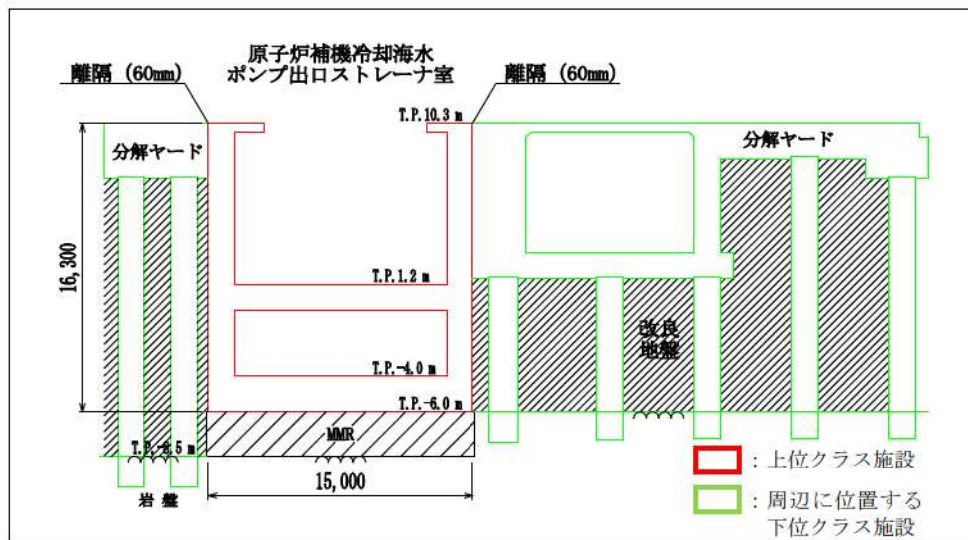 原子炉補機冷却海水
ポンプ出口ストレーナ室
離隔 (60mm)
離隔 (60mm)
T.P.10.3 m
分解ヤード
分解ヤード
16,300
T.P.1.2 m
改良
地盤
T.P.-4.0 m
T.P.-6.0 m
MMR
T.P.-8.5 m
15,000
岩 盤
：上位クラス施設
：周辺に位置する
下位クラス施設